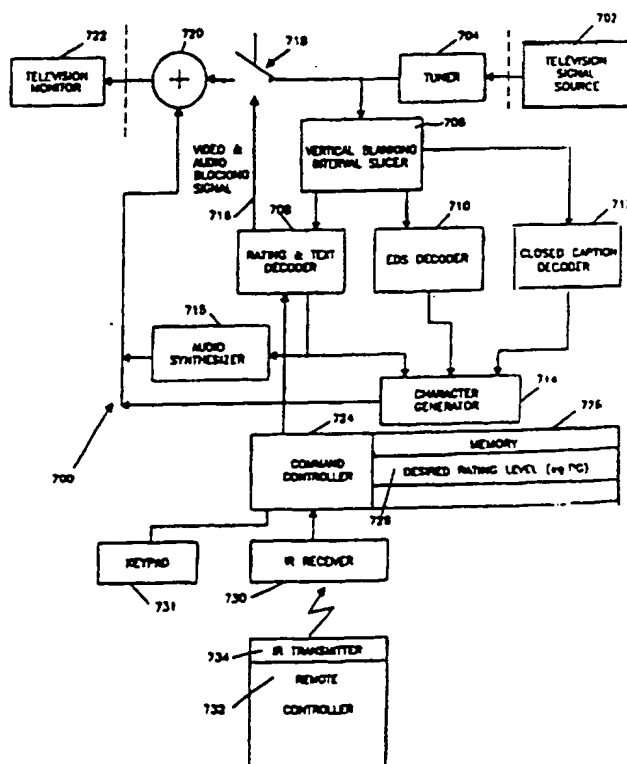 722
720
718
704
702
TELEVISION
MONITOR
TUNER
TELEVISION
SIGNAL
SOURCE
706
VERTICAL BLANKING
INTERVAL SLICER
VIDEO &
AUDIO
BLOCKING
SIGNAL
716
708
710
712
RATING & TEXT
DECODER
EDS DECODER
CLOSED CAPTION
DECODER
715
AUDIO
SYNTHESIZER
CHARACTER
GENERATOR
714
724
726
700
COMMAND
CONTROLLER
MEMORY
DESIRED RATING LEVEL (eg PG)
728
KEYPAD
731
IR RECEIVER
730
734
IR TRANSMITTER
732
REMOTE
CONTROLLER